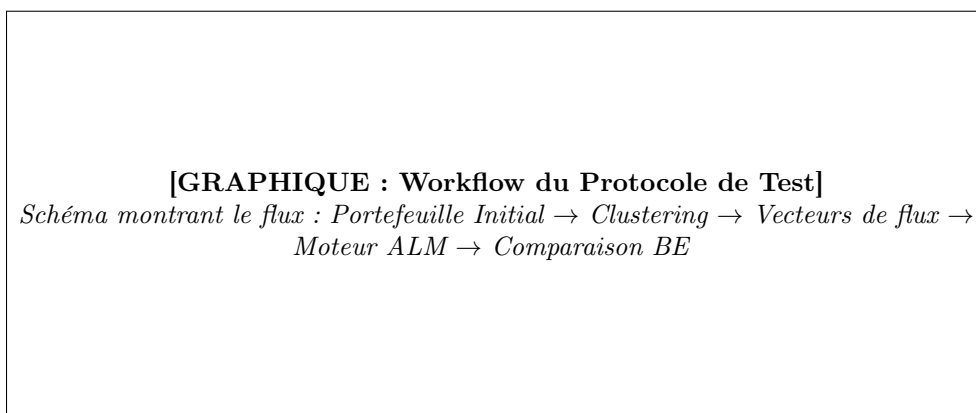 [GRAPHIQUE : Workflow du Protocole de Test]
Schéma montrant le flux : Portefeuille Initial → Clustering → Vecteurs de flux →
Moteur ALM → Comparaison BE